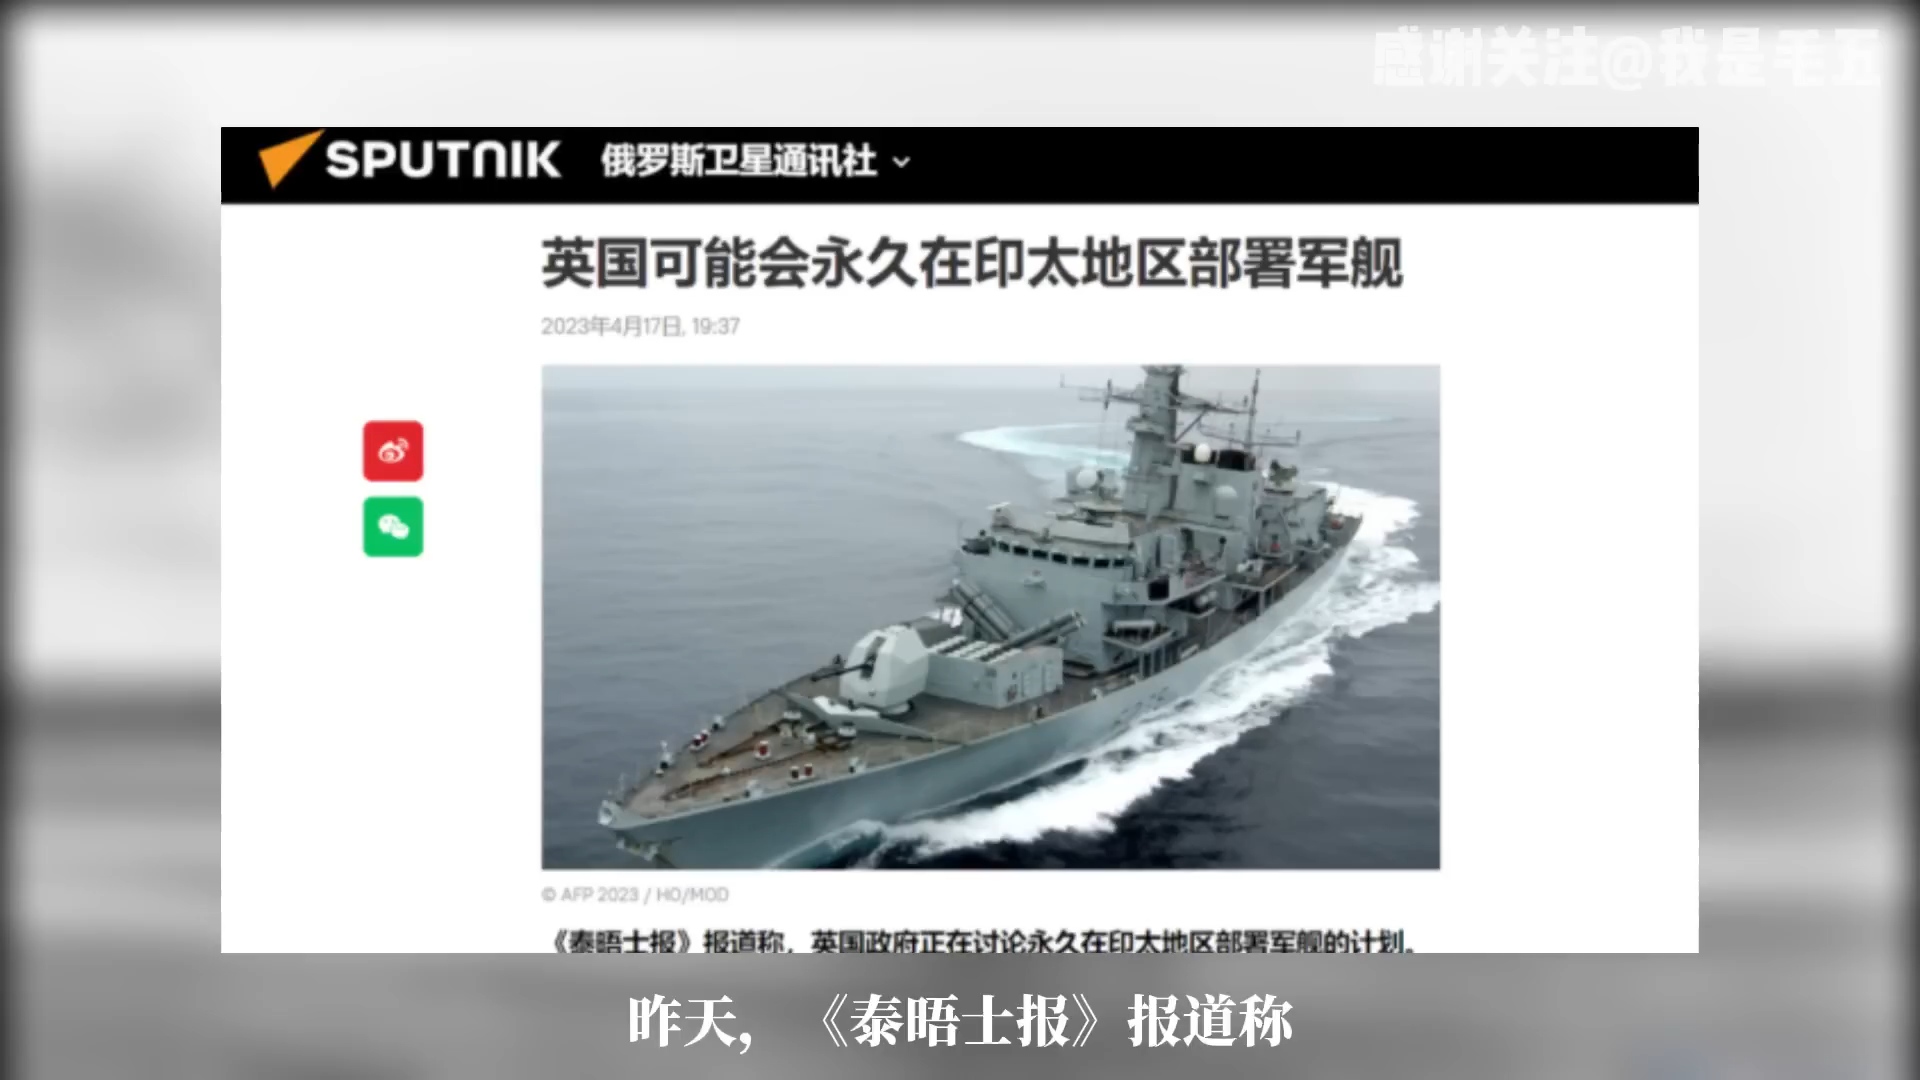 感谢关注@我是毛五
SPUTNIK 俄罗斯卫星通讯社
英国可能会永久在印太地区部署军舰
2023年4月17日, 19:37
© AFP 2023 / HO/MOD
《泰晤士报》报道称，英国政府正在讨论永久在印太地区部署军舰的计划。
昨天，《泰晤士报》报道称